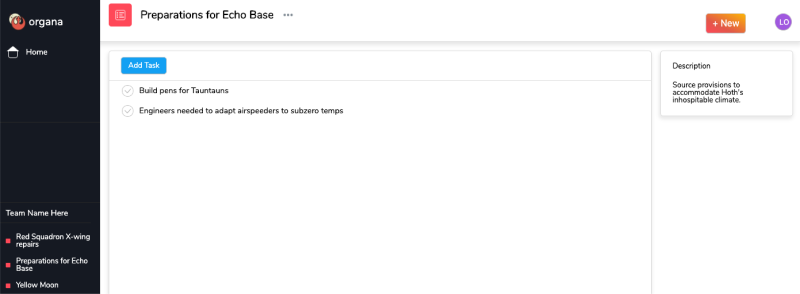 organa
Home
Team Name Here
Red Squadron X-wing
repairs
Preparations for Echo
Base
Yellow Moon
Preparations for Echo Base
+ New
LO
Add Task
Build pens for Tauntauns
Engineers needed to adapt airspeeders to subzero temps
Description
Source provisions to
accommodate Hoth's
inhospitable climate.